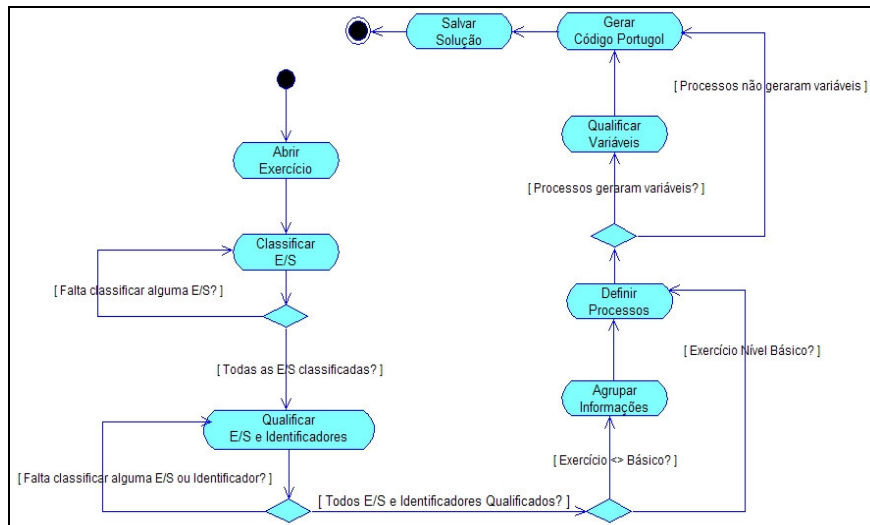 Salvar
Solução
Gerar
Código Portugol
[ Processos não geraram variáveis ]
Qualificar
Variáveis
Abrir
Exercício
[ Processos geraram variáveis? ]
Classificar
E/S
[ Falta classificar alguma E/S? ]
Definir
Processos
[ Todas as E/S classificadas? ]
[ Exercício Nível Básico? ]
Agrupar
Informações
Qualificar
E/S e Identificadores
[ Exercício <> Básico? ]
[ Falta classificar alguma E/S ou Identificador? ]
[ Todos E/S e Identificadores Qualificados? ]